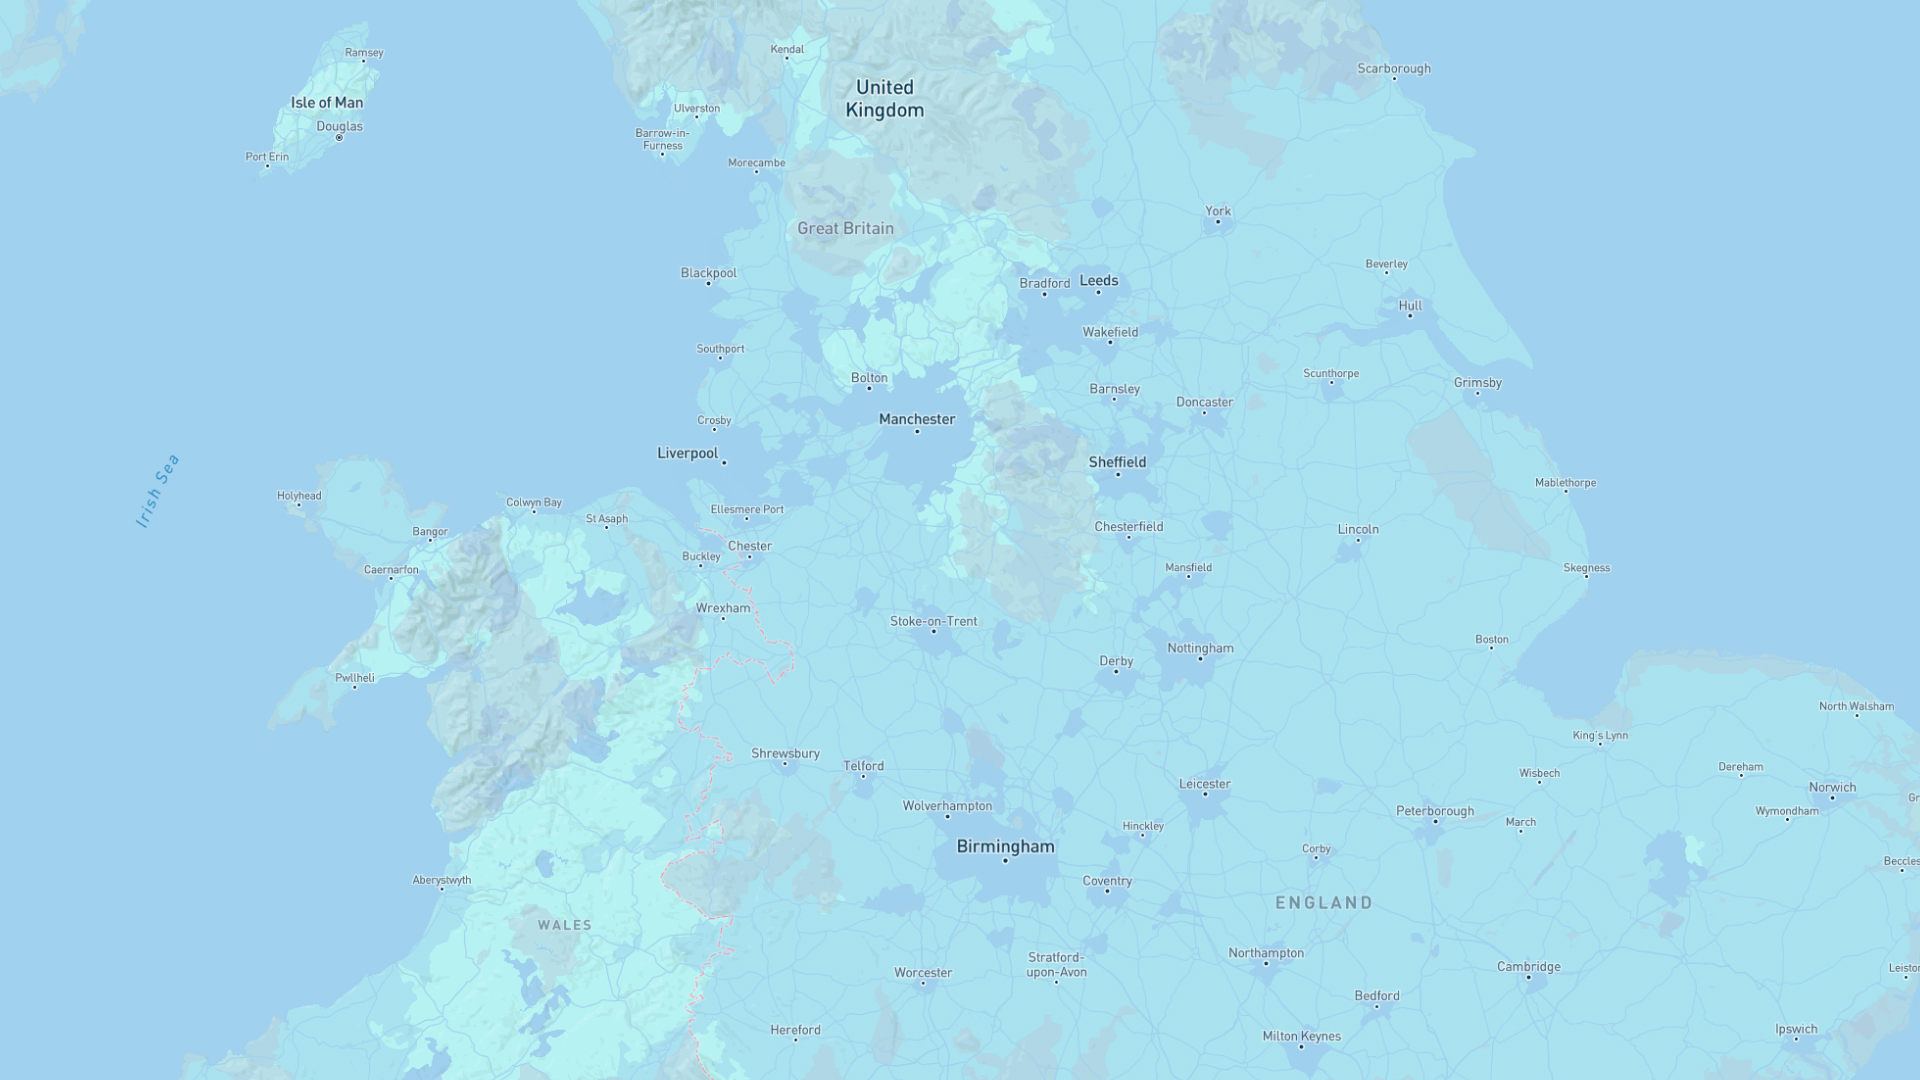 Ramsey
Kendal
Scarborough
United
Kingdom
Isle of Man
Ulverston
Douglas
Barrow-in-
Furness
Port Erin
Morecambe
York
Great Britain
Beverley
Blackpool
Bradford
Leeds
Hull
Wakefield
Southport
Scunthorpe
Bolton
Grimsby
Barnsley
Doncaster
Crosby
Manchester
Liverpool
Sheffield
Irish Sea
Mablethorpe
Holyhead
Colwyn Bay
Ellesmere Port
St Asaph
Chesterfield
Lincoln
Bangor
Chester
Buckley
Mansfield
Skegness
Caernarfon
Wrexham
Stoke-on-Trent
Boston
Nottingham
Derby
Pwllheli
North Walsham
King's Lynn
Shrewsbury
Telford
Dereham
Wisbech
Leicester
Norwich
Gr
Wolverhampton
Peterborough
Wymondham
March
Hinckley
Birmingham
Corby
Beccles
Aberystwyth
Coventry
ENGLAND
WALES
Northampton
Stratford-
upon-Avon
Worcester
Cambridge
Leiston
Bedford
Hereford
Ipswich
Milton Keynes